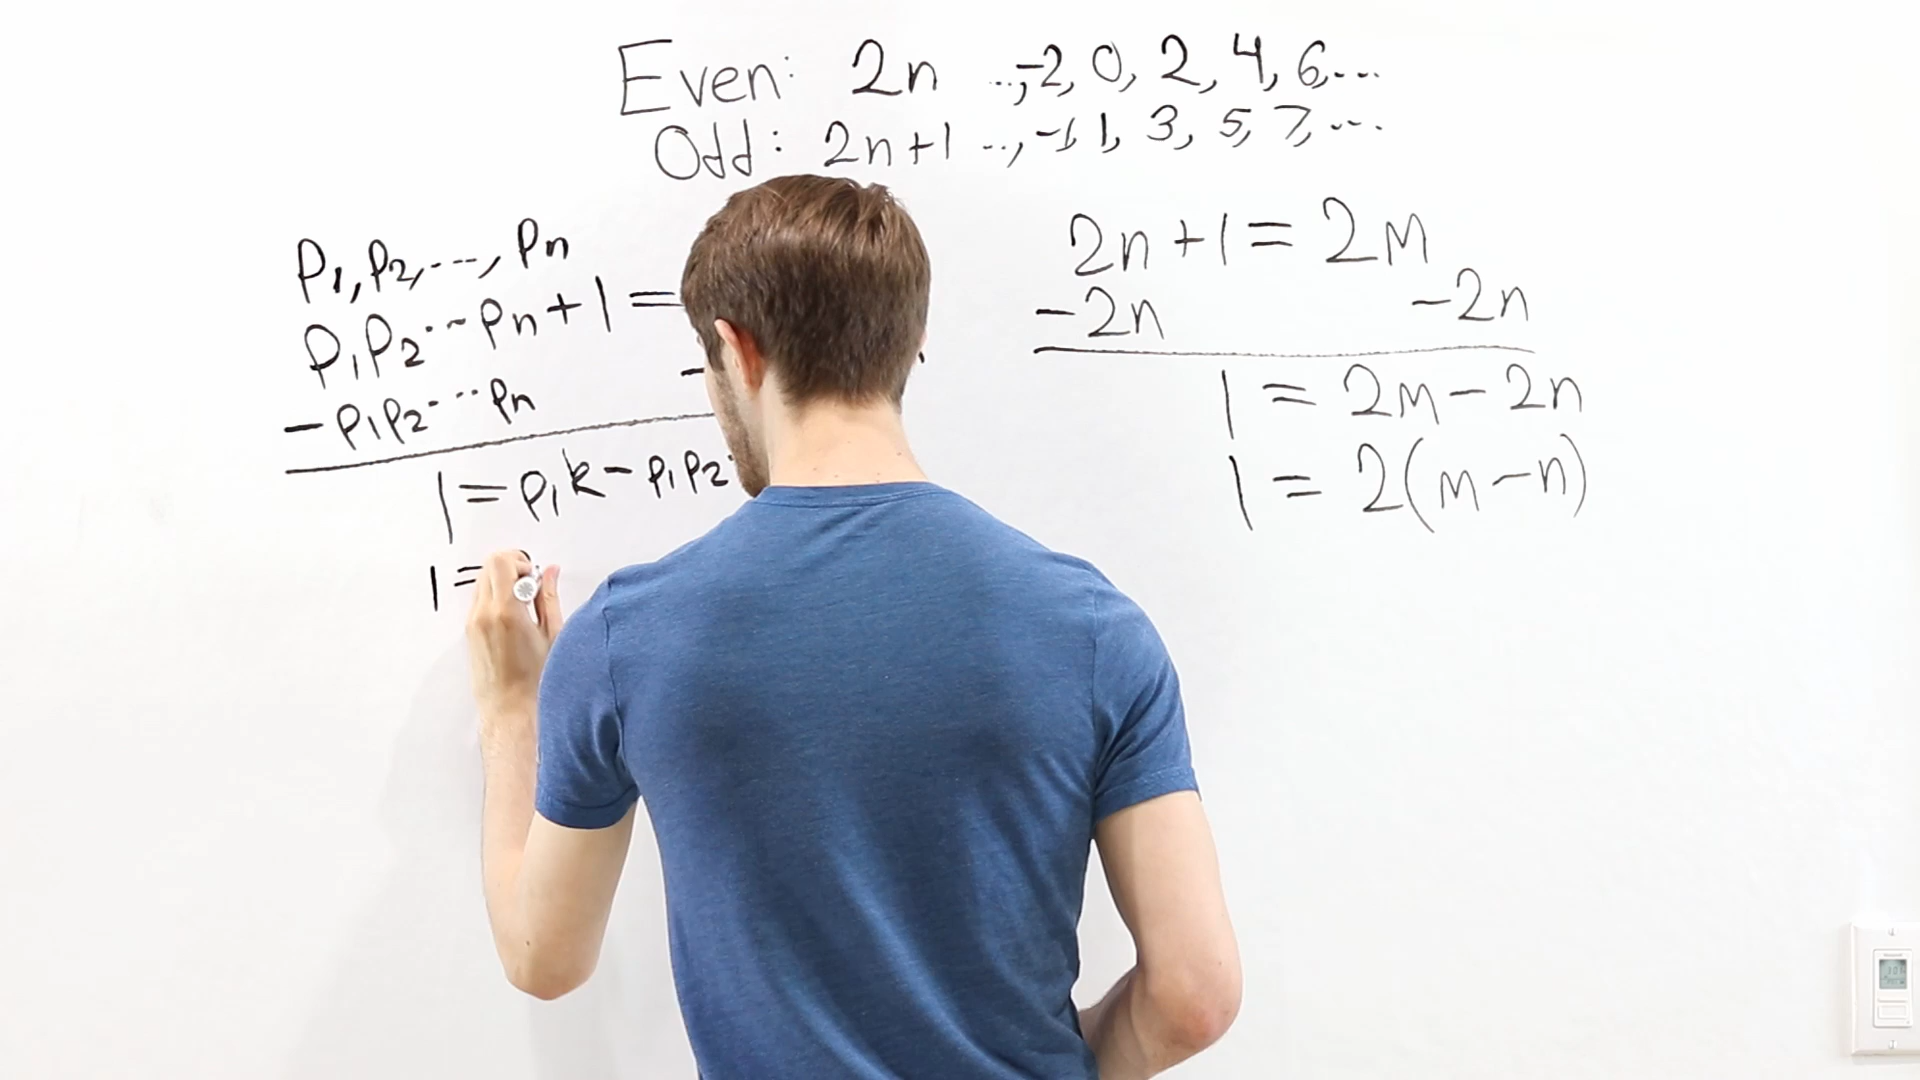 Even: 2n ..., -2, 0, 2, 4, 6, ...
Odd: 2n+1 ..., -1, 1, 3, 5, 7, ...
p₁, p₂, ..., pₙ
p₁p₂...pₙ + 1 =
- p₁p₂...pₙ -
1 = p₁k - p₁p₂
1 =
2n + 1 = 2m
-2n -2n
1 = 2m - 2n
1 = 2(m - n)